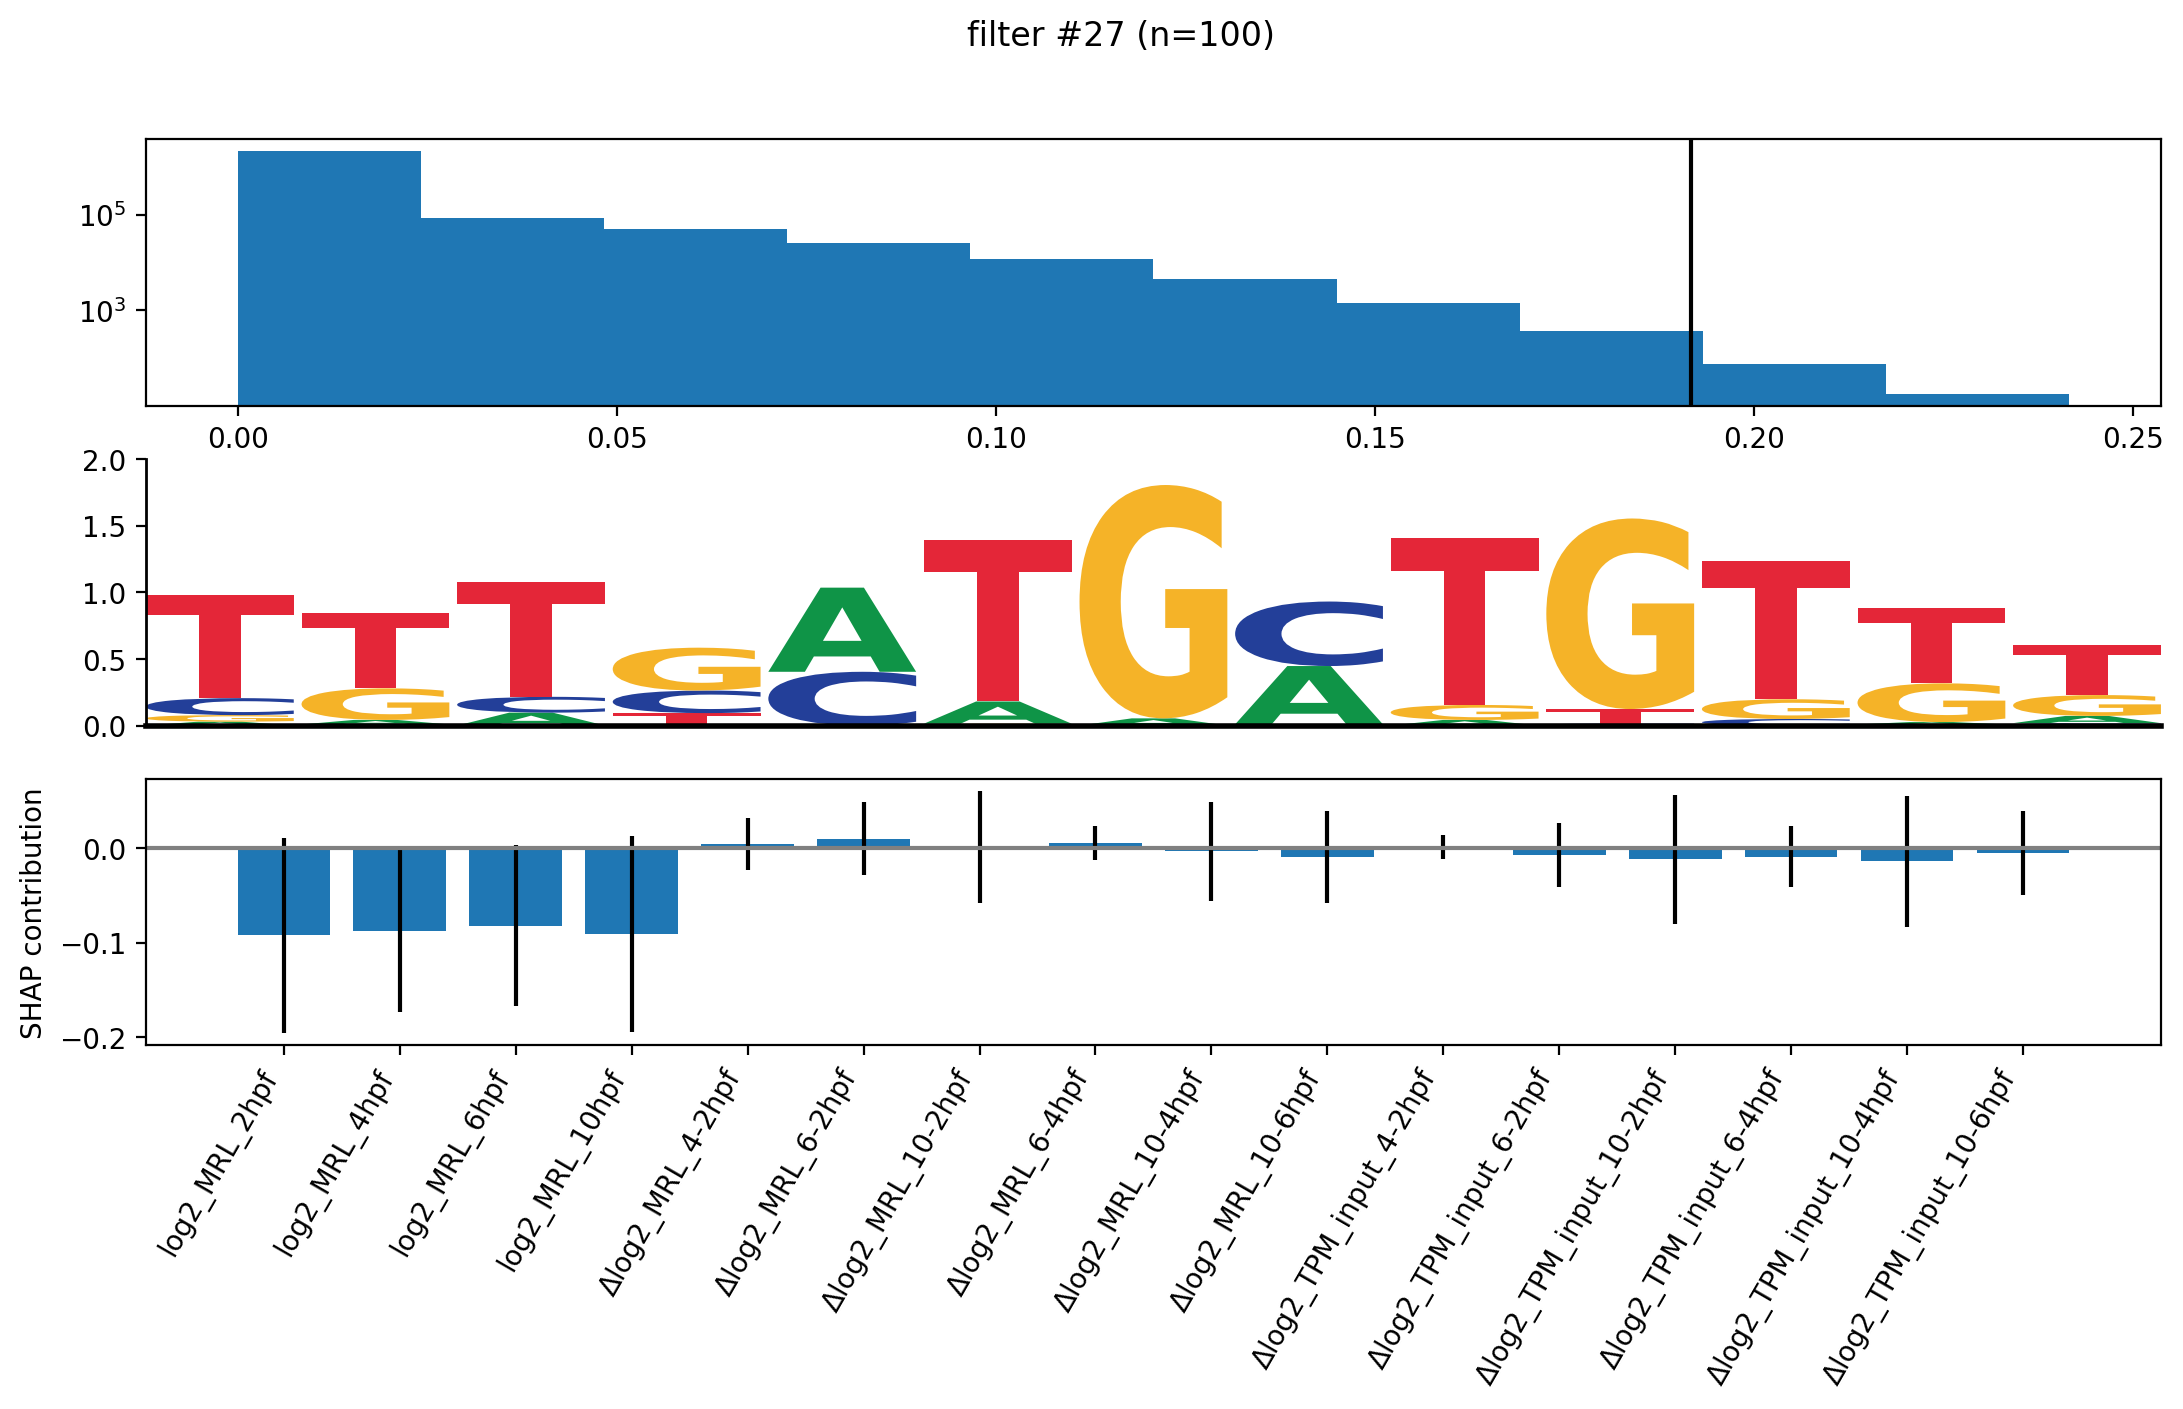 filter #27 (n=100)
10^5
10^3
0.00 0.05 0.10 0.15 0.20 0.25
2.0
1.5
1.0
0.5
0.0
T T T G A T G C T G T T T
C G C C C A A A G T G G G
G A A T A C A A
A
SHAP contribution
0.0
−0.1
−0.2
log2_MRL_2hpf
log2_MRL_4hpf
log2_MRL_6hpf
log2_MRL_10hpf
Δlog2_MRL_4-2hpf
Δlog2_MRL_6-2hpf
Δlog2_MRL_10-2hpf
Δlog2_MRL_6-4hpf
Δlog2_MRL_10-4hpf
Δlog2_MRL_10-6hpf
Δlog2_TPM_input_4-2hpf
Δlog2_TPM_input_6-2hpf
Δlog2_TPM_input_10-2hpf
Δlog2_TPM_input_6-4hpf
Δlog2_TPM_input_10-4hpf
Δlog2_TPM_input_10-6hpf